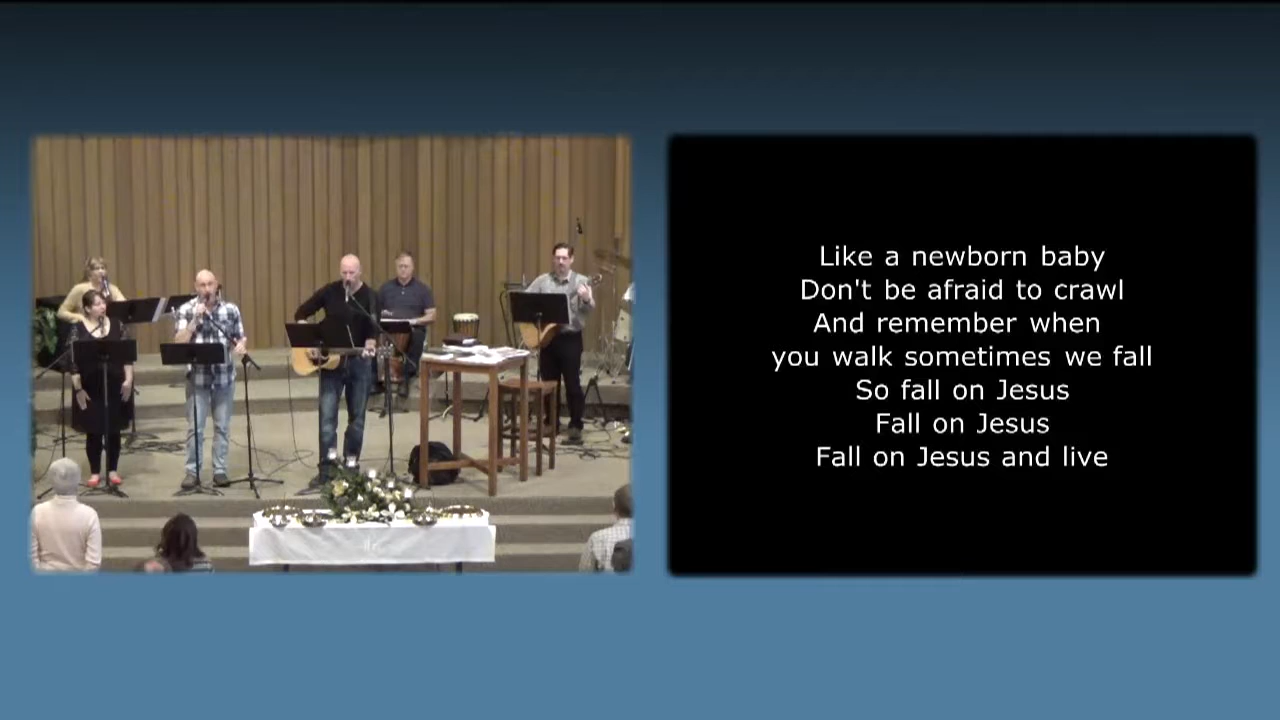 Like a newborn baby
Don't be afraid to crawl
And remember when
you walk sometimes we fall
So fall on Jesus
Fall on Jesus
Fall on Jesus and live